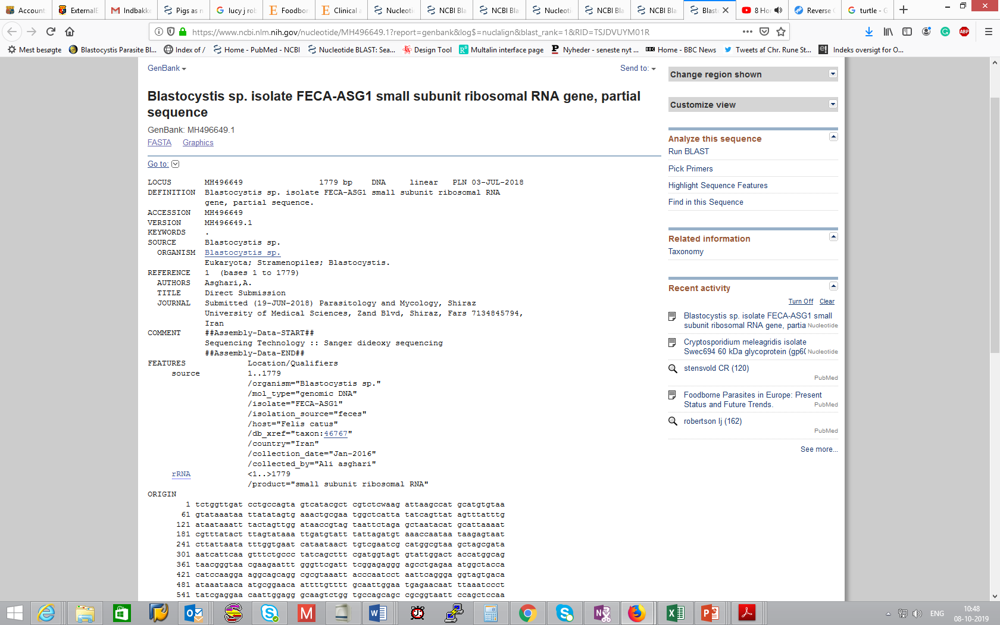 Account
ExternalE
Indbakke
Pigs as n
lucy j rob
Foodbor
Clinical a
Nucleoti
NCBI Bla
NCBI Bla
Nucleoti
NCBI Bla
NCBI Bla
Blast
8 Hor
Reverse C
turtle - G
https://www.ncbi.nlm.nih.gov/nucleotide/MH496649.1?report=genbank&log$=nuclalign&blast_rank=1&RID=TSJDVUYM01R
Mest besøgte
Blastocystis Parasite Bl...
Index of /
Home - PubMed - NCBI
Nucleotide BLAST: Sea...
Design Tool
Multalin interface page
Nyheder - seneste nyt ...
Home - BBC News
Tweets af Chr. Rune St...
Indeks oversigt for O...
GenBank
Send to:
Blastocystis sp. isolate FECA-ASG1 small subunit ribosomal RNA gene, partial
sequence
GenBank: MH496649.1
FASTA Graphics
Go to:
LOCUS MH496649 1779 bp DNA linear PLN 03-JUL-2018
DEFINITION Blastocystis sp. isolate FECA-ASG1 small subunit ribosomal RNA
gene, partial sequence.
ACCESSION MH496649
VERSION MH496649.1
KEYWORDS .
SOURCE Blastocystis sp.
ORGANISM Blastocystis sp.
Eukaryota; Stramenopiles; Blastocystis.
REFERENCE 1 (bases 1 to 1779)
AUTHORS Asghari,A.
TITLE Direct Submission
JOURNAL Submitted (19-JUN-2018) Parasitology and Mycology, Shiraz
University of Medical Sciences, Zand Blvd, Shiraz, Fars 7134845794,
Iran
COMMENT ##Assembly-Data-START##
Sequencing Technology :: Sanger dideoxy sequencing
##Assembly-Data-END##
FEATURES Location/Qualifiers
source 1..1779
/organism="Blastocystis sp."
/mol_type="genomic DNA"
/isolate="FECA-ASG1"
/isolation_source="feces"
/host="Felis catus"
/db_xref="taxon:46767"
/country="Iran"
/collection_date="Jan-2016"
/collected_by="Ali asghari"
rRNA <1..>1779
/product="small subunit ribosomal RNA"
ORIGIN
1 tctggttgat cctgccagta gtcatacgct cgtctcwaag attaagccat gcatgtgtaa
61 gtataaataa ttatatagtg aaactgcgaa tggctcatta tatcagttat agtttatttg
121 ataataaatt tactagttgg ataaccgtag taattctaga gctaatacat gcattaaaat
181 cgtttatact ttagtataaa ttgatgtatt tattagatgt aaaccaataa taagagtaat
241 cttattaata tttggtgaat cataataact tgtcgaatcg catggcgtaa gctagcgata
301 aatcattcaa gtttctgccc tatcagcttt cgatggtagt gtattggact accatggcag
361 taacgggtaa cgaagaattt gggttcgatt tcggagaggg agcctgagaa atggctacca
421 catccaagga aggcagcagg cgcgtaaatt acccaatcct aattcaggga ggtagtgaca
481 ataaataaca atgcggaaca attttgtttt gcaattggaa tgagaacaat ttaaatccct
541 tatcgaggaa caattggagg gcaagtctgg tgccagcagc cgcggtaatt ccagctccaa
Change region shown
Customize view
Analyze this sequence
Run BLAST
Pick Primers
Highlight Sequence Features
Find in this Sequence
Related information
Taxonomy
Recent activity
Turn Off Clear
Blastocystis sp. isolate FECA-ASG1 small
subunit ribosomal RNA gene, partia Nucleotide
Cryptosporidium meleagridis isolate
Swec694 60 kDa glycoprotein (gp60 Nucleotide
stensvold CR (120)
PubMed
Foodborne Parasites in Europe: Present
Status and Future Trends. PubMed
robertson lj (162)
PubMed
See more...
ENG
10:48
08-10-2019